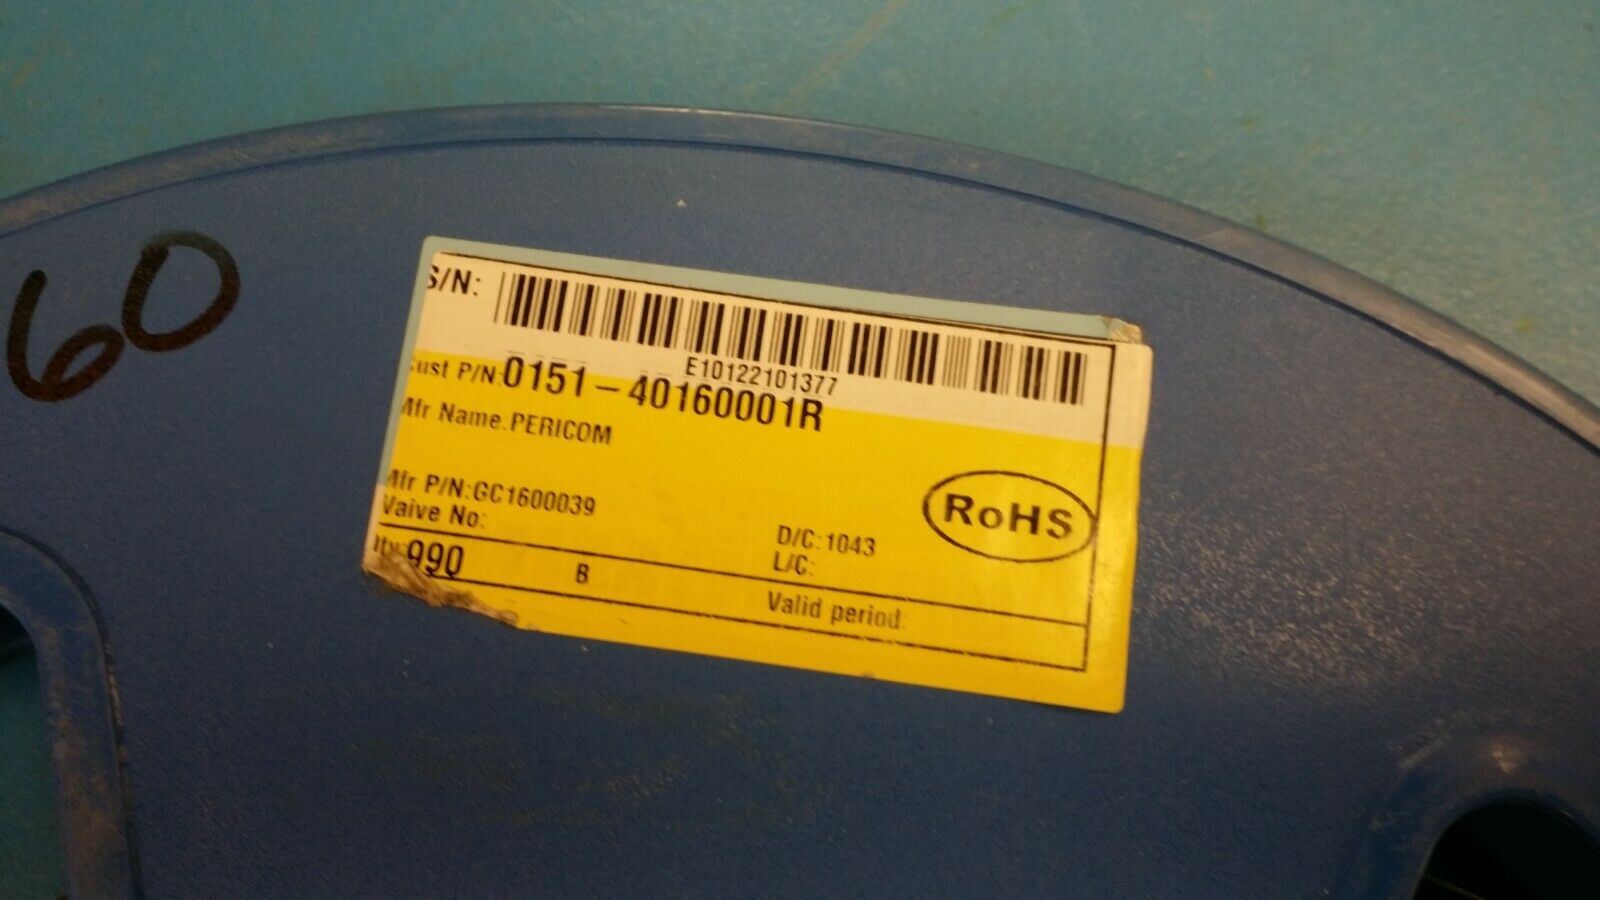 60
S/N:
E10122101377
Cust P/N:0151-40160001R
Mfr Name:PERICOM
Mfr P/N:GC1600039
Vaive No:
D/C:1043
L/C:
RoHS
Qty:990
B
Valid period: